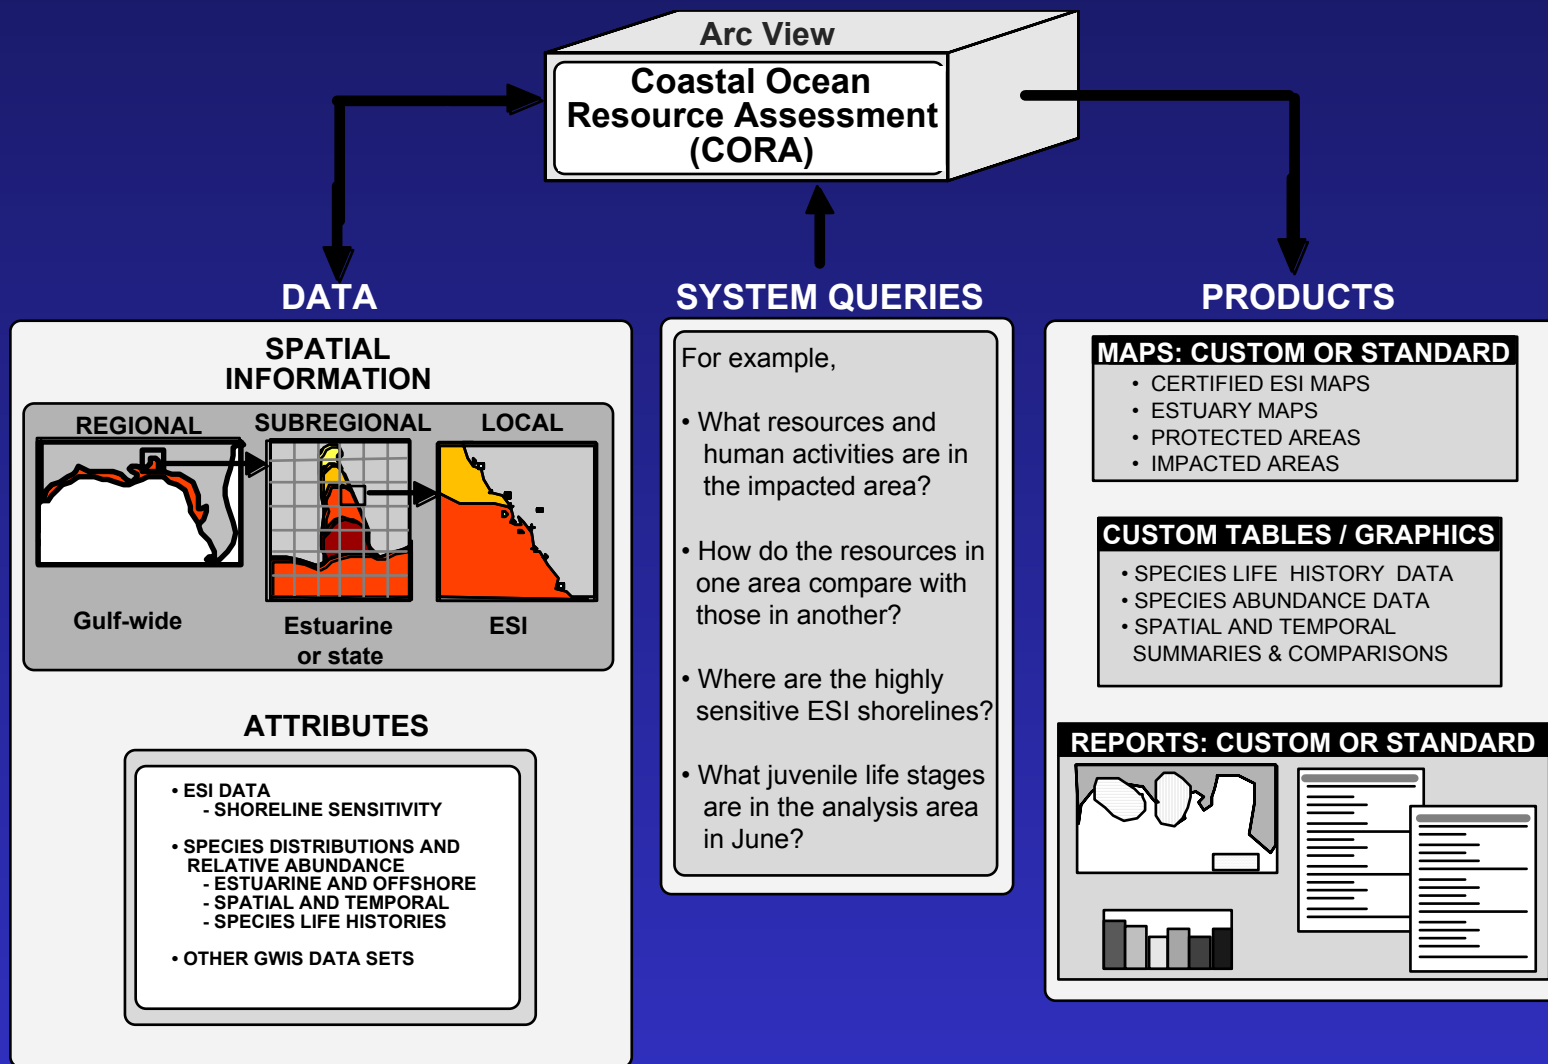 Arc View
Coastal Ocean
Resource Assessment
(CORA)
DATA
SPATIAL
INFORMATION
REGIONAL
SUBREGIONAL
LOCAL
Gulf-wide
Estuarine
or state
ESI
ATTRIBUTES
• ESI DATA
- SHORELINE SENSITIVITY
• SPECIES DISTRIBUTIONS AND
RELATIVE ABUNDANCE
- ESTUARINE AND OFFSHORE
- SPATIAL AND TEMPORAL
- SPECIES LIFE HISTORIES
• OTHER GWIS DATA SETS
SYSTEM QUERIES
For example,
• What resources and
human activities are in
the impacted area?
• How do the resources in
one area compare with
those in another?
• Where are the highly
sensitive ESI shorelines?
• What juvenile life stages
are in the analysis area
in June?
PRODUCTS
MAPS: CUSTOM OR STANDARD
• CERTIFIED ESI MAPS
• ESTUARY MAPS
• PROTECTED AREAS
• IMPACTED AREAS
CUSTOM TABLES / GRAPHICS
• SPECIES LIFE HISTORY DATA
• SPECIES ABUNDANCE DATA
• SPATIAL AND TEMPORAL
SUMMARIES & COMPARISONS
REPORTS: CUSTOM OR STANDARD